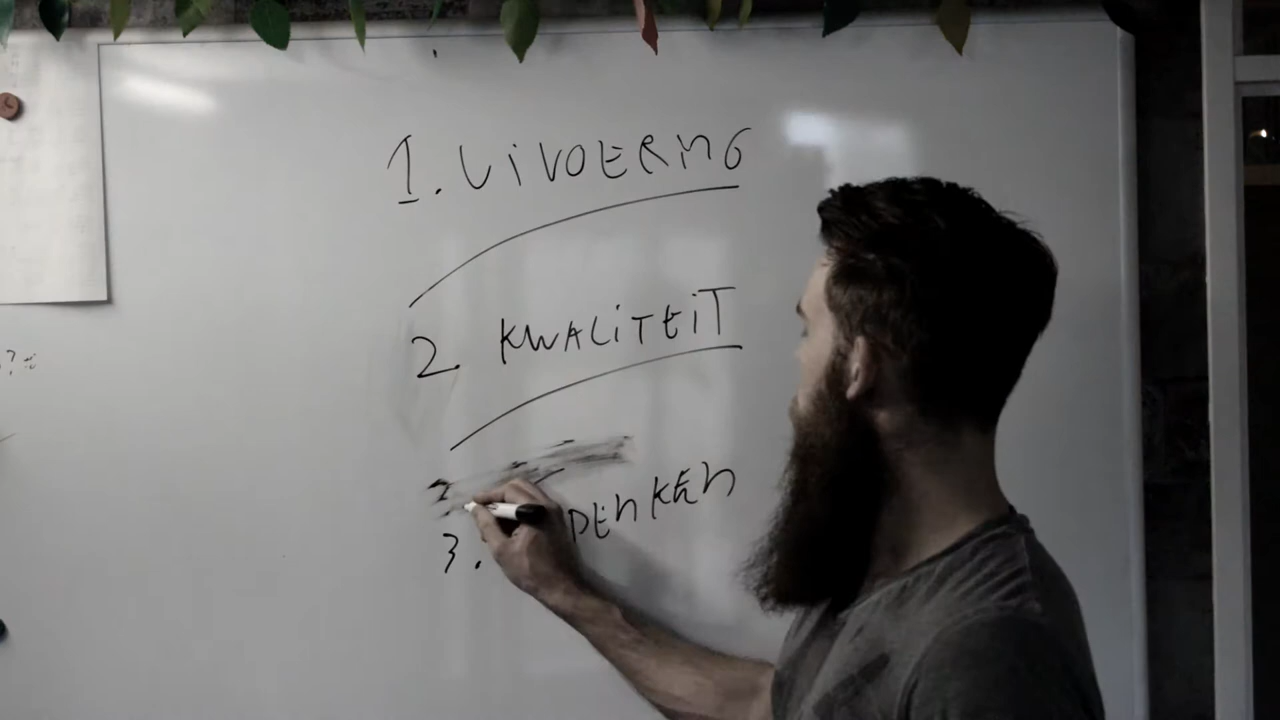 1. UIVOERING
2. KWALITEIT
3. DENKEN